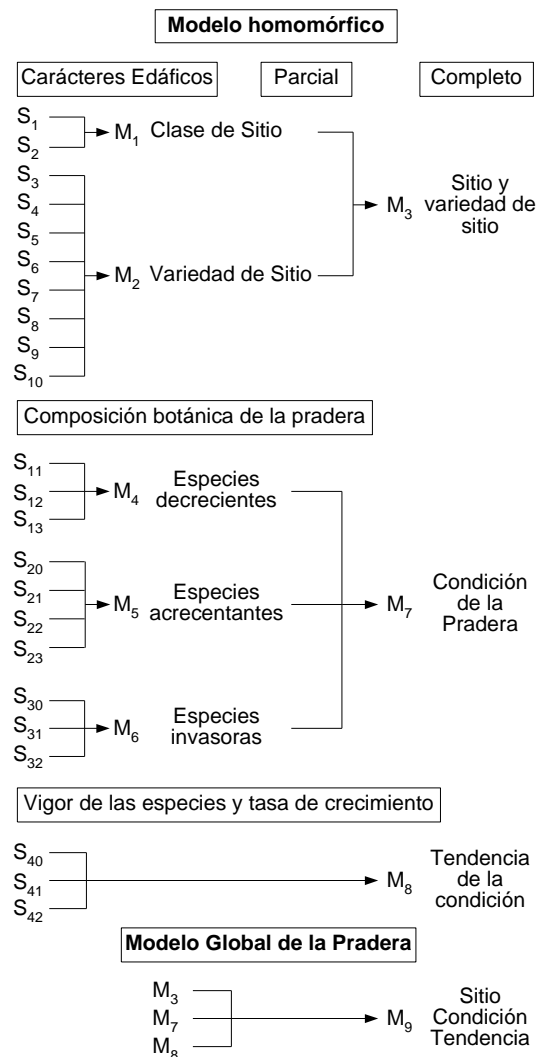 Modelo homomórfico
Carácteres Edáficos Parcial Completo
S1
S2
M1 Clase de Sitio
S3
S4
S5
S6
S7
S8
S9
S10
M2 Variedad de Sitio
M3 Sitio y
variedad de
sitio
Composición botánica de la pradera
S11
S12
S13
M4 Especies
decrecientes
S20
S21
S22
S23
M5 Especies
acrecentantes
S30
S31
S32
M6 Especies
invasoras
M7 Condición
de la
Pradera
Vigor de las especies y tasa de crecimiento
S40
S41
S42
M8 Tendencia
de la
condición
Modelo Global de la Pradera
M3
M7
M8
M9 Sitio
Condición
Tendencia